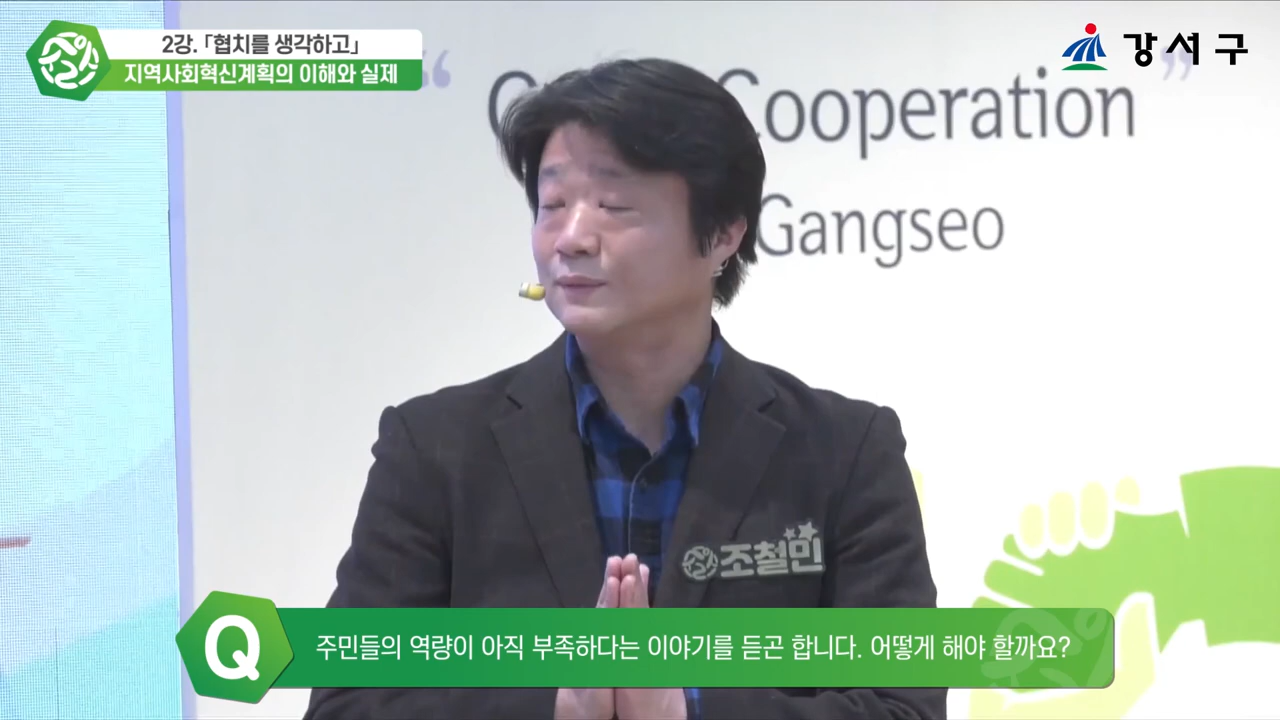 2강. 「협치를 생각하고」
지역사회혁신계획의 이해와 실제
강서구
“
Cooperation ”
Gangseo
조철민
Q 주민들의 역량이 아직 부족하다는 이야기를 듣곤 합니다. 어떻게 해야 할까요?